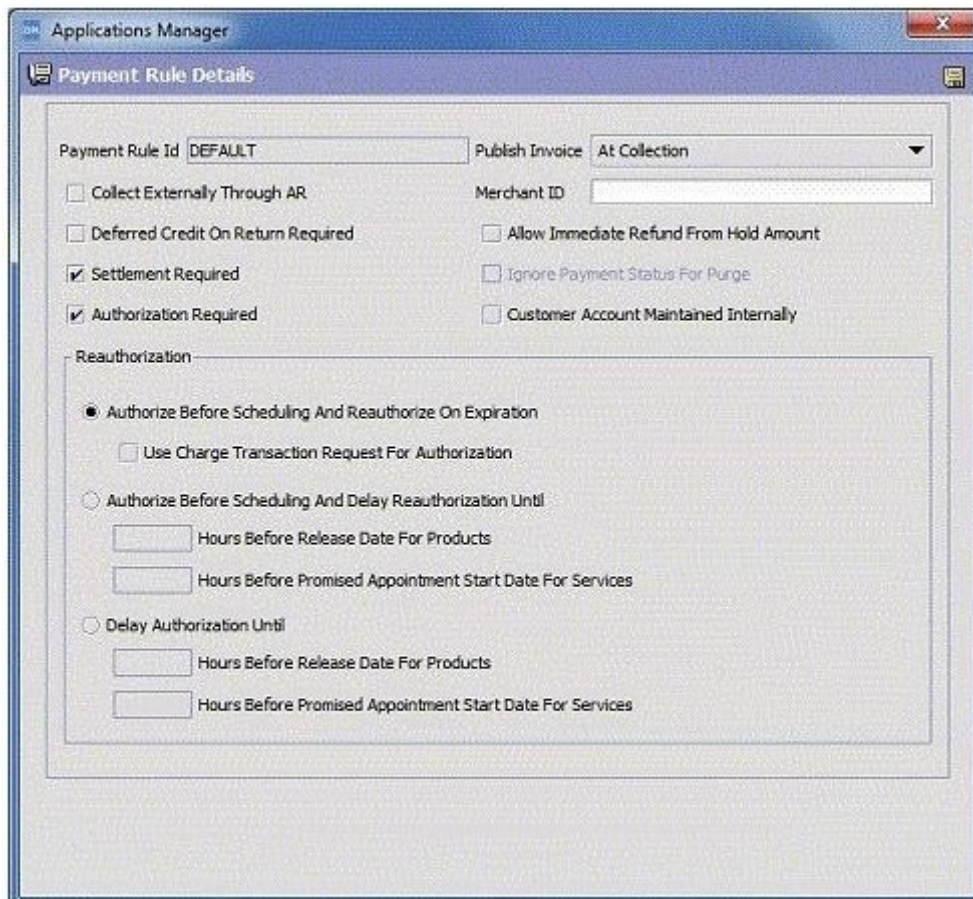 Applications Manager
Payment Rule Details
Payment Rule Id DEFAULT Publish Invoice At Collection
Collect Externally Through AR Merchant ID
Deferred Credit On Return Required Allow Immediate Refund From Hold Amount
Settlement Required Ignore Payment Status For Purge
Authorization Required Customer Account Maintained Internally
Reauthorization
Authorize Before Scheduling And Reauthorize On Expiration
Use Charge Transaction Request For Authorization
Authorize Before Scheduling And Delay Reauthorization Until
Hours Before Release Date For Products
Hours Before Promised Appointment Start Date For Services
Delay Authorization Until
Hours Before Release Date For Products
Hours Before Promised Appointment Start Date For Services